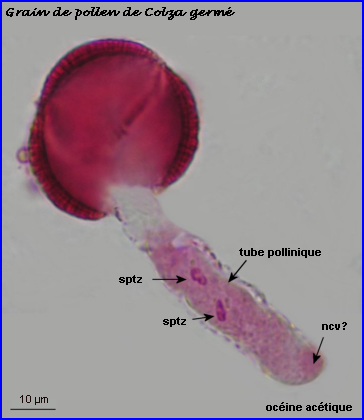 Grain de pollen de Colza germé
tube pollinique
sptz
sptz
ncv?
10 µm
océine acétique